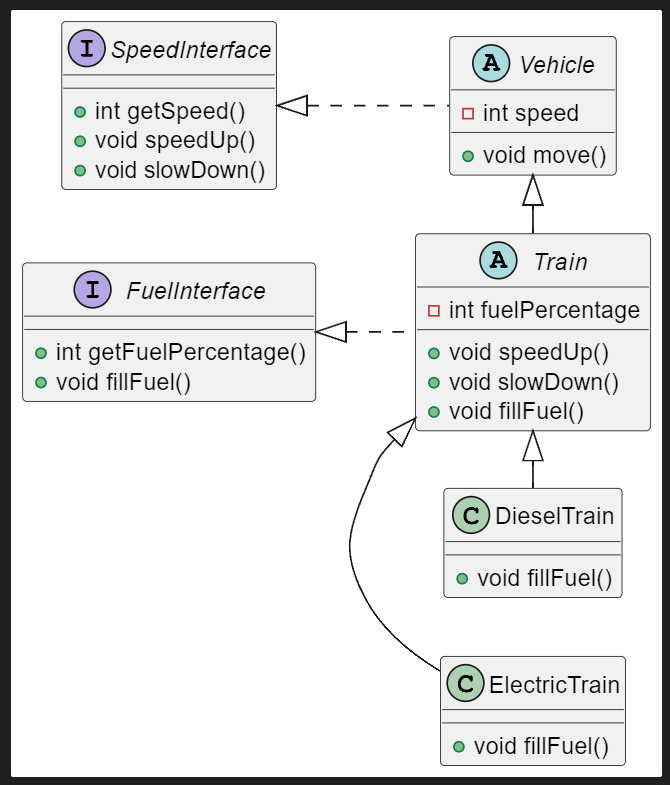 I SpeedInterface
int getSpeed()
void speedUp()
void slowDown()
A Vehicle
int speed
void move()
I FuelInterface
int getFuelPercentage()
void fillFuel()
A Train
int fuelPercentage
void speedUp()
void slowDown()
void fillFuel()
C DieselTrain
void fillFuel()
C ElectricTrain
void fillFuel()